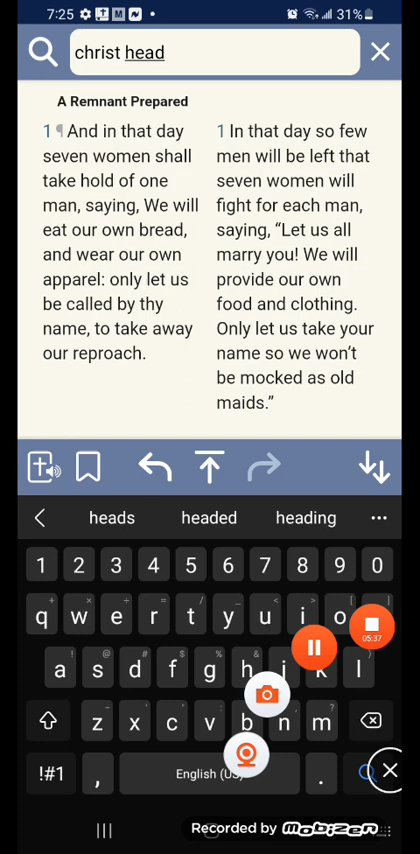 7:25 M 31%
christ head
A Remnant Prepared
1 ¶ And in that day
seven women shall
take hold of one
man, saying, We will
eat our own bread,
and wear our own
apparel: only let us
be called by thy
name, to take away
our reproach.
1 In that day so few
men will be left that
seven women will
fight for each man,
saying, “Let us all
marry you! We will
provide our own
food and clothing.
Only let us take your
name so we won’t
be mocked as old
maids.”
heads headed heading
1 2 3 4 5 6 7 8 9 0
q w e r t y u i o
05:37
a s d f g h j k l
z x c v b n m
!#1 , English (US) .
Recorded by mobizen